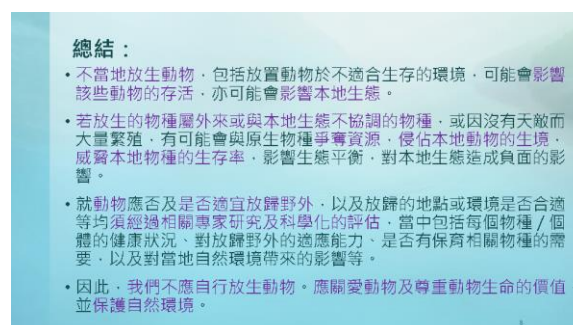 總結：
• 不當地放生動物，包括放置動物於不適合生存的環境，可能會影響
該些動物的存活，亦可能會影響本地生態。
• 若放生的物種屬外來或與本地生態不協調的物種，或因沒有天敵而
大量繁殖，有可能會與原生物種爭奪資源，侵佔本地動物的生境，
威脅本地物種的生存率，影響生態平衡，對本地生態造成負面的影
響。
• 就動物應否及是否適宜放歸野外，以及放歸的地點或環境是否合適
等均須經過相關專家研究及科學化的評估，當中包括每個物種／個
體的健康狀況、對放歸野外的適應能力、是否有保育相關物種的需
要，以及對當地自然環境帶來的影響等。
• 因此，我們不應自行放生動物。應關愛動物及尊重動物生命的價值
並保護自然環境。